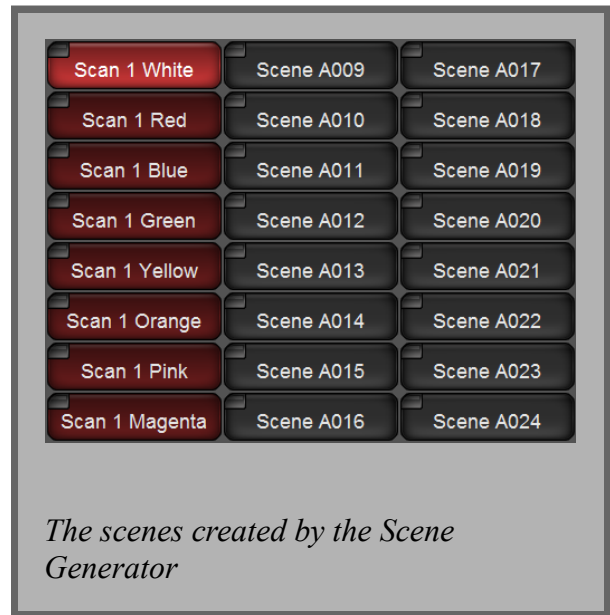 Scan 1 White Scene A009 Scene A017
Scan 1 Red Scene A010 Scene A018
Scan 1 Blue Scene A011 Scene A019
Scan 1 Green Scene A012 Scene A020
Scan 1 Yellow Scene A013 Scene A021
Scan 1 Orange Scene A014 Scene A022
Scan 1 Pink Scene A015 Scene A023
Scan 1 Magenta Scene A016 Scene A024
The scenes created by the Scene
Generator